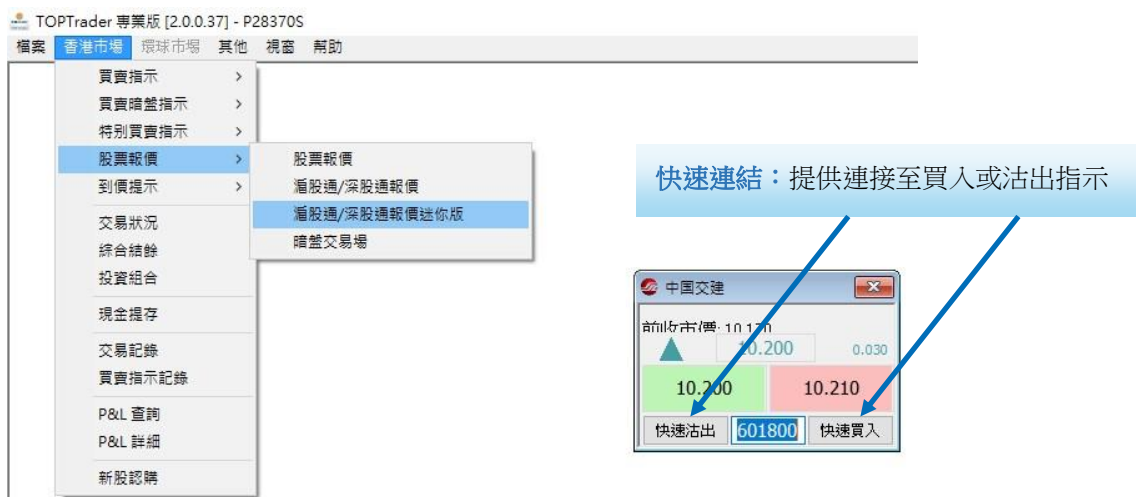 TOPTrader 專業版 [2.0.0.37] - P28370S
檔案 香港市場 環球市場 其他 視窗 幫助
買賣指示
買賣暗盤指示
特別買賣指示
股票報價
到價提示
交易狀況
綜合結餘
投資組合
現金提存
交易記錄
買賣指示記錄
P&L 查詢
P&L 詳細
新股認購
股票報價
滬股通/深股通報價
滬股通/深股通報價迷你版
暗盤交易場
快速連結：提供連接至買入或沽出指示
中国交建
前收市價: 10.170
10.200 0.030
10.200 10.210
快速沽出 601800 快速買入